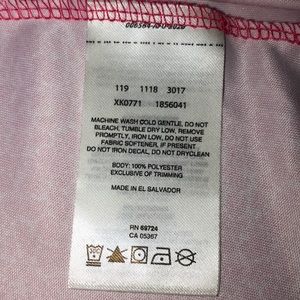 119 1118 3017
XK0771 1856041
MACHINE WASH COLD GENTLE, DO NOT
BLEACH, TUMBLE DRY LOW, REMOVE
PROMPTLY, IRON LOW, DO NOT USE
FABRIC SOFTENER, IF PRESENT
DO NOT IRON DECAL, DO NOT DRYCLEAN
BODY: 100% POLYESTER
EXCLUSIVE OF TRIMMING
MADE IN EL SALVADOR
RN 69724
CA 05367